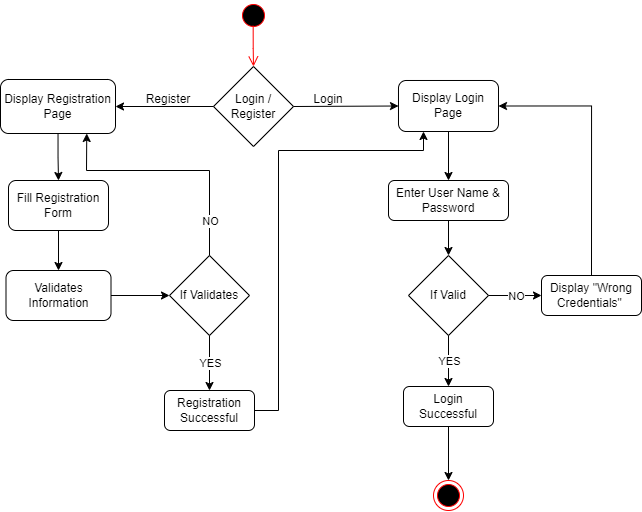 Display Registration
Page
Register
Login /
Register
Login
Display Login
Page
Fill Registration
Form
Enter User Name &
Password
NO
Validates
Information
If Validates
If Valid
NO
Display "Wrong
Credentials"
YES
YES
Registration
Successful
Login
Successful